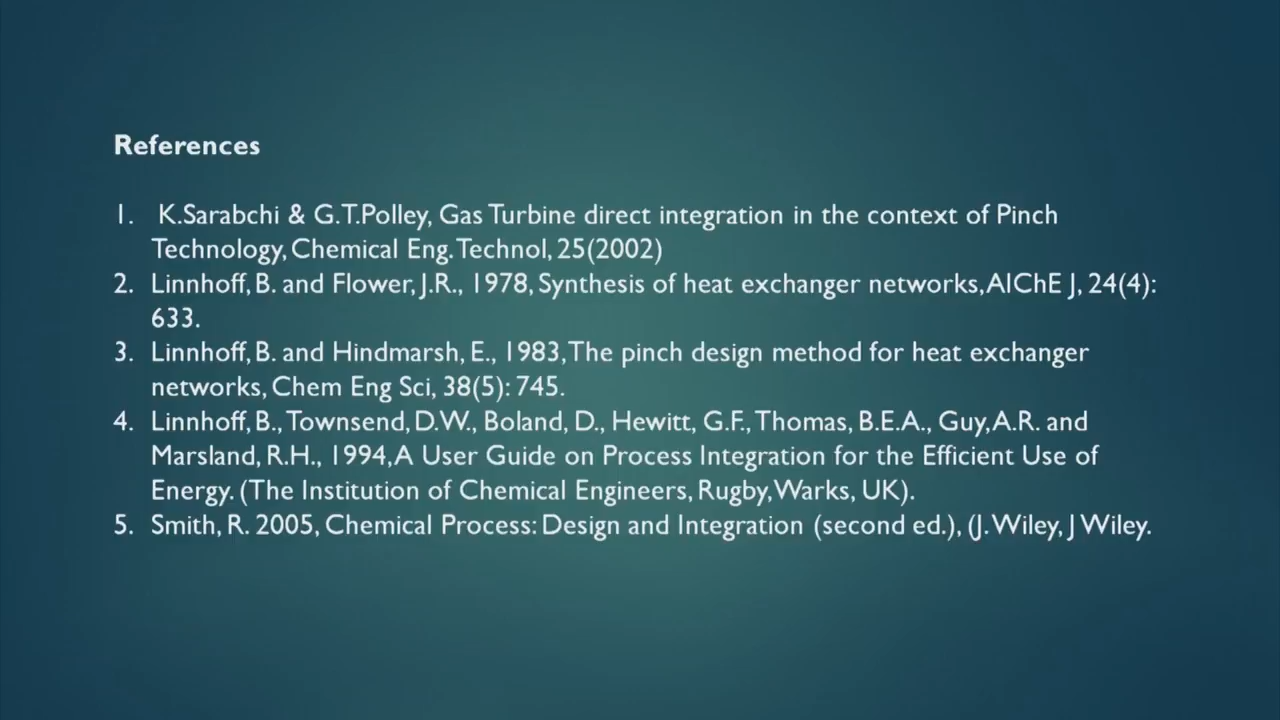 References
1. K.Sarabchi & G.T.Polley, Gas Turbine direct integration in the context of Pinch
Technology, Chemical Eng. Technol, 25(2002)
2. Linnhoff, B. and Flower, J.R., 1978, Synthesis of heat exchanger networks, AIChE J, 24(4):
633.
3. Linnhoff, B. and Hindmarsh, E., 1983, The pinch design method for heat exchanger
networks, Chem Eng Sci, 38(5): 745.
4. Linnhoff, B., Townsend, D.W., Boland, D., Hewitt, G.F., Thomas, B.E.A., Guy, A.R. and
Marsland, R.H., 1994, A User Guide on Process Integration for the Efficient Use of
Energy. (The Institution of Chemical Engineers, Rugby, Warks, UK).
5. Smith, R. 2005, Chemical Process: Design and Integration (second ed.), (J. Wiley, J Wiley.